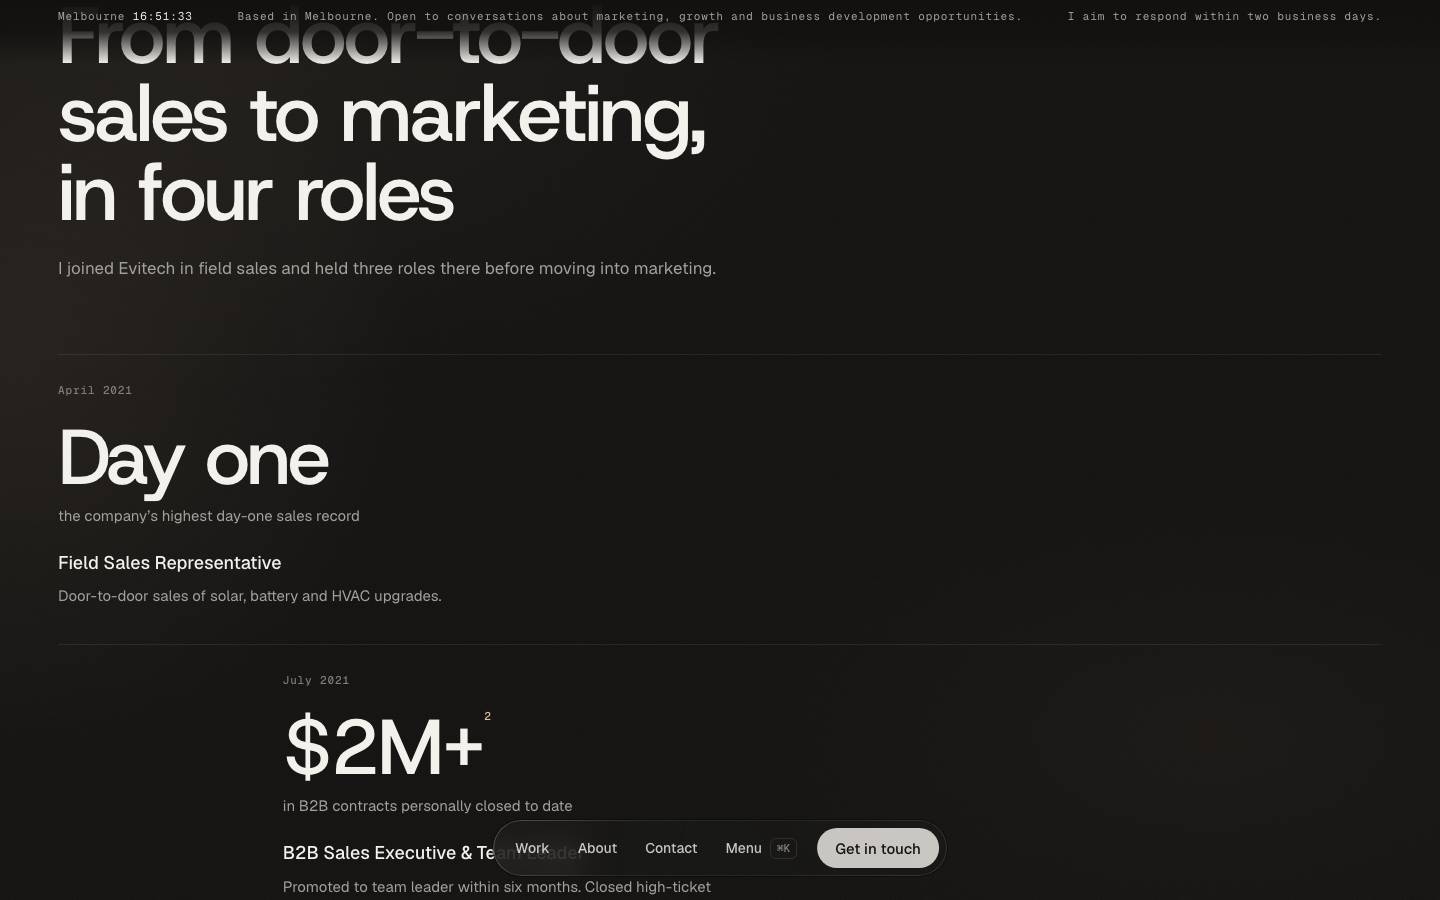 Melbourne 16:51:33 Based in Melbourne. Open to conversations about marketing, growth and business development opportunities. I aim to respond within two business days.
From door-to-door
sales to marketing,
in four roles
I joined Evitech in field sales and held three roles there before moving into marketing.
April 2021
Day one
the company’s highest day-one sales record
Field Sales Representative
Door-to-door sales of solar, battery and HVAC upgrades.
July 2021
$2M+ 2
in B2B contracts personally closed to date
B2B Sales Executive & Team Leader
Work About Contact Menu ⌘K Get in touch
Promoted to team leader within six months. Closed high-ticket